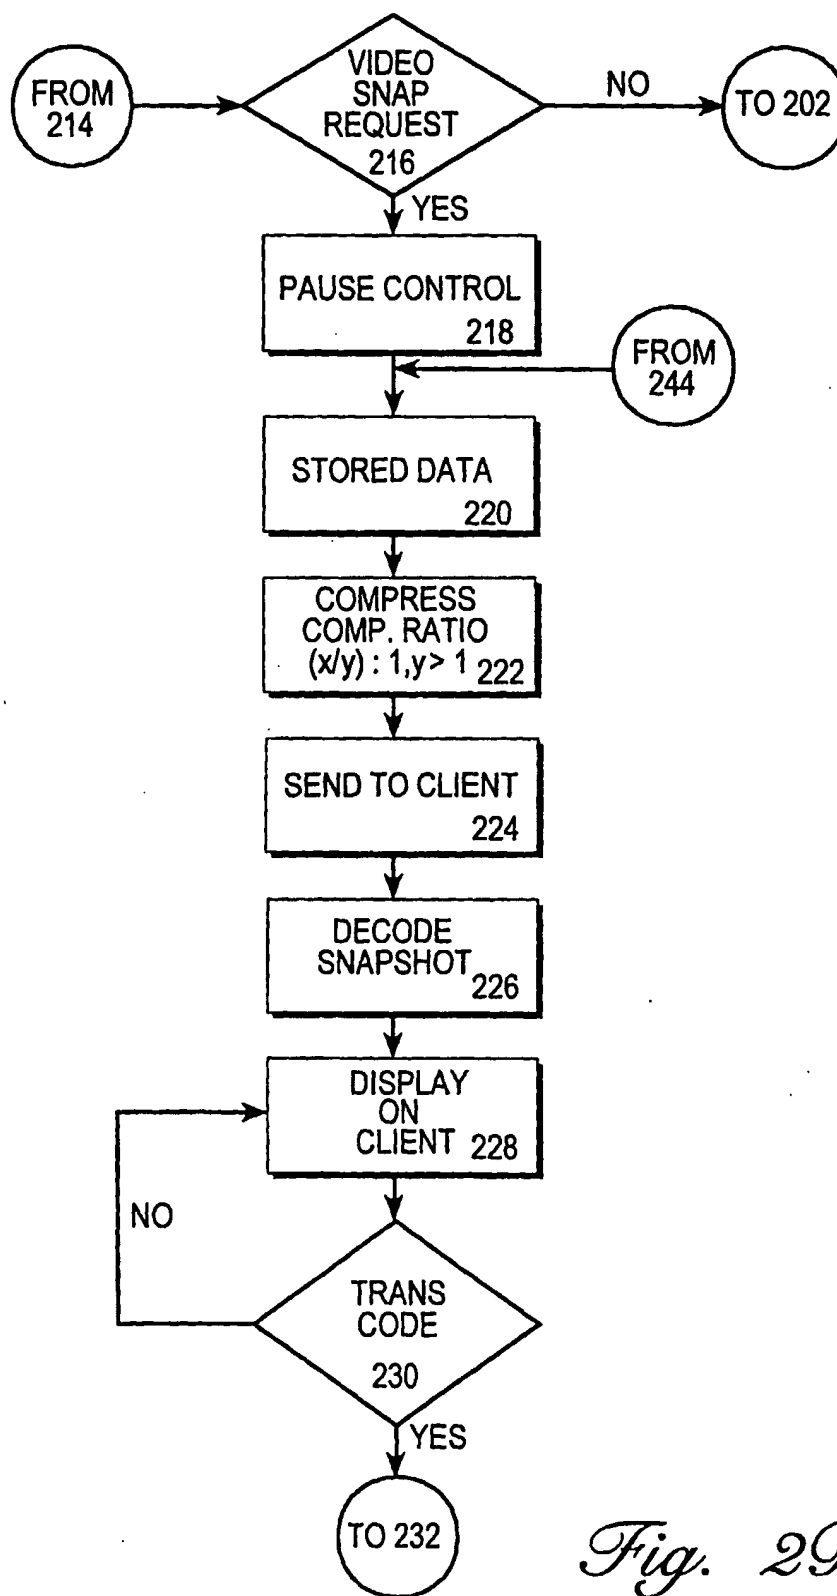 FROM
214
VIDEO
SNAP
REQUEST
216
NO
TO 202
YES
PAUSE CONTROL
218
FROM
244
STORED DATA
220
COMPRESS
COMP. RATIO
(x/y) : 1,y> 1 222
SEND TO CLIENT
224
DECODE
SNAPSHOT
226
DISPLAY
ON
CLIENT 228
NO
TRANS
CODE
230
YES
TO 232
Fig.